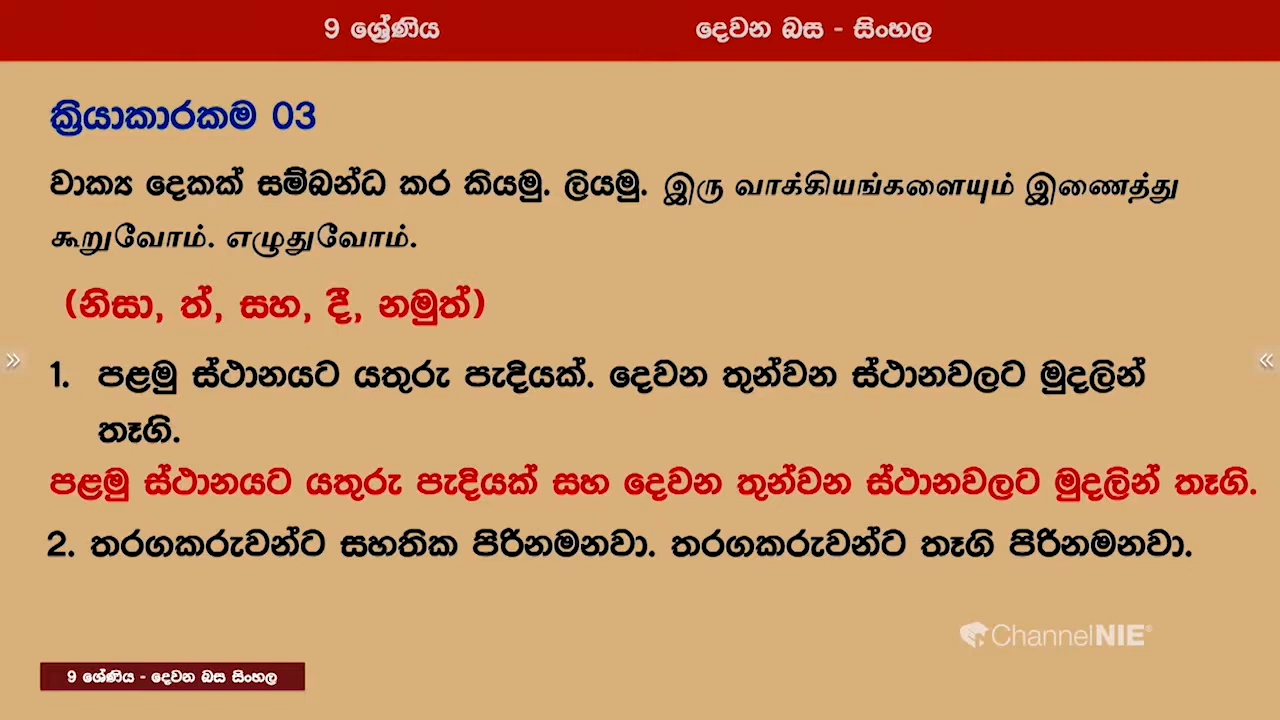 9 ශ්‍රේණිය
දෙවන බස - සිංහල
ක්‍රියාකාරකම 03
වාක්‍ය දෙකක් සම්බන්ධ කර කියමු. ලියමු. இரு வாக்கியங்களையும் இணைத்து
கூறுவோம். எழுதுவோம்.
(නිසා, ත්, සහ, දී, නමුත්)
1. පළමු ස්ථානයට යතුරු පැදියක්. දෙවන තුන්වන ස්ථානවලට මුදලින්
තෑගි.
පළමු ස්ථානයට යතුරු පැදියක් සහ දෙවන තුන්වන ස්ථානවලට මුදලින් තෑගි.
2. තරගකරුවන්ට සහතික පිරිනමනවා. තරගකරුවන්ට තෑගි පිරිනමනවා.
ChannelNIE®
9 ශ්‍රේණිය - දෙවන බස සිංහල